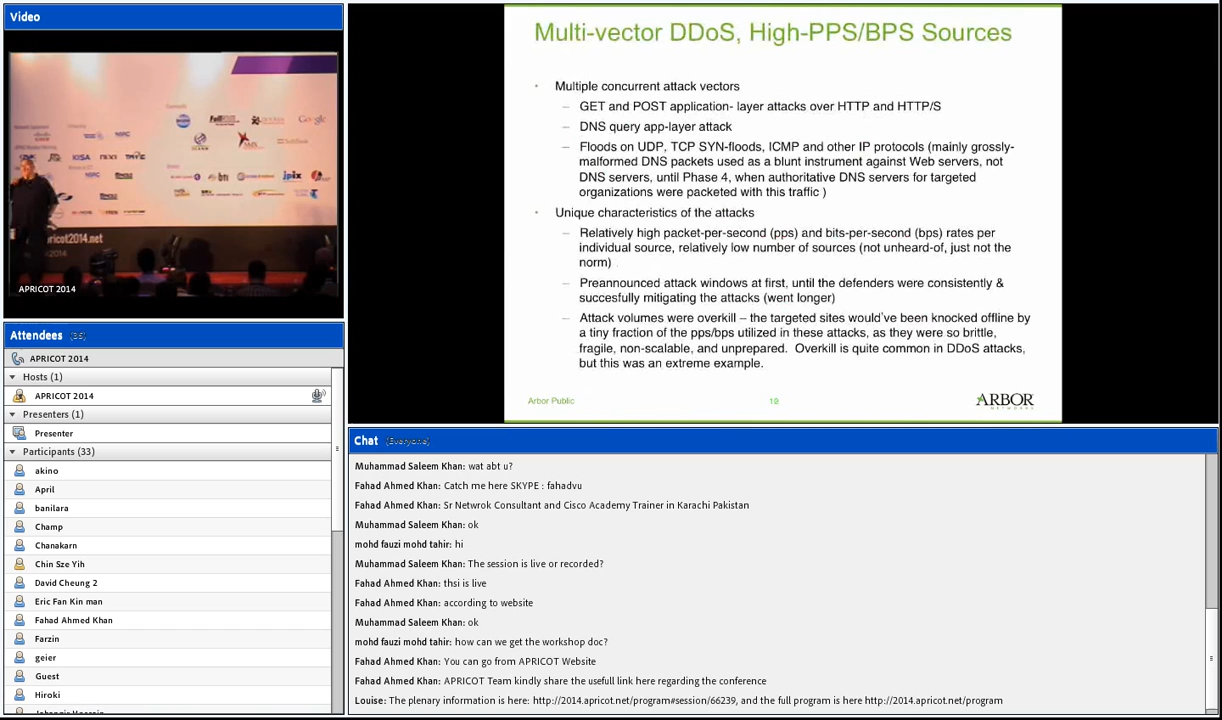 Video
Google
JPIX
apricot2014.net
APRICOT 2014
APRICOT 2014
Attendees (35)
APRICOT 2014
Hosts (1)
APRICOT 2014
Presenters (1)
Presenter
Participants (33)
akino
April
banilara
Champ
Chanakarn
Chin Sze Yih
David Cheung 2
Eric Fan Kin man
Fahad Ahmed Khan
Farzin
geier
Guest
Hiroki
Multi-vector DDoS, High-PPS/BPS Sources
• Multiple concurrent attack vectors
– GET and POST application- layer attacks over HTTP and HTTP/S
– DNS query app-layer attack
– Floods on UDP, TCP SYN-floods, ICMP and other IP protocols (mainly grossly-
malformed DNS packets used as a blunt instrument against Web servers, not
DNS servers, until Phase 4, when authoritative DNS servers for targeted
organizations were packeted with this traffic )
• Unique characteristics of the attacks
– Relatively high packet-per-second (pps) and bits-per-second (bps) rates per
individual source, relatively low number of sources (not unheard-of, just not the
norm)
– Preannounced attack windows at first, until the defenders were consistently &
succesfully mitigating the attacks (went longer)
– Attack volumes were overkill – the targeted sites would've been knocked offline by
a tiny fraction of the pps/bps utilized in these attacks, as they were so brittle,
fragile, non-scalable, and unprepared. Overkill is quite common in DDoS attacks,
but this was an extreme example.
Arbor Public
19
ARBOR
NETWORKS
Chat (Everyone)
Muhammad Saleem Khan: wat abt u?
Fahad Ahmed Khan: Catch me here SKYPE : fahadvu
Fahad Ahmed Khan: Sr Netwrok Consultant and Cisco Academy Trainer in Karachi Pakistan
Muhammad Saleem Khan: ok
mohd fauzi mohd tahir: hi
Muhammad Saleem Khan: The session is live or recorded?
Fahad Ahmed Khan: thsi is live
Fahad Ahmed Khan: according to website
Muhammad Saleem Khan: ok
mohd fauzi mohd tahir: how can we get the workshop doc?
Fahad Ahmed Khan: You can go from APRICOT Website
Fahad Ahmed Khan: APRICOT Team kindly share the usefull link here regarding the conference
Louise: The plenary information is here: http://2014.apricot.net/program#session/66239, and the full program is here http://2014.apricot.net/program